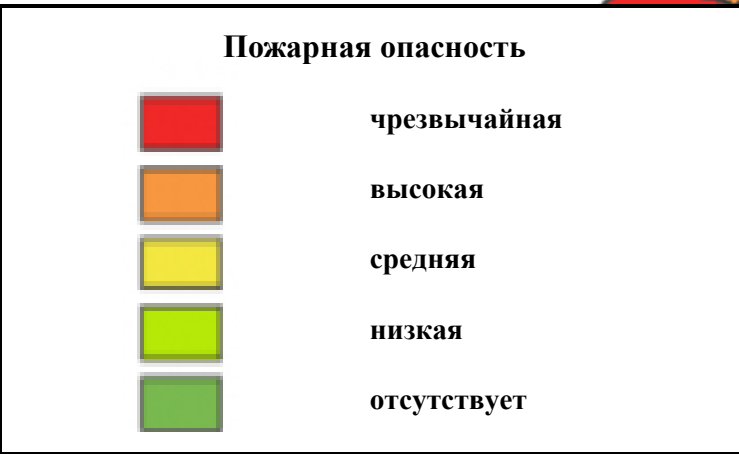 Пожарная опасность
чрезвычайная
высокая
средняя
низкая
отсутствует